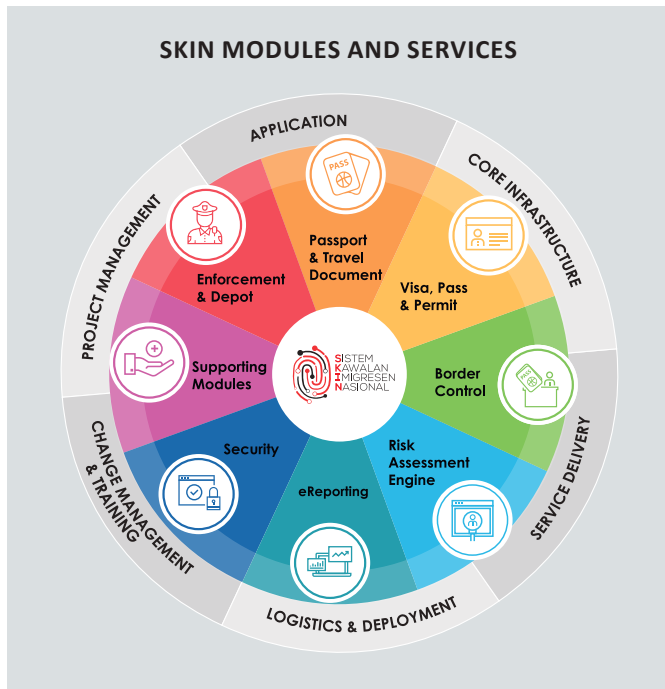 SKIN MODULES AND SERVICES
APPLICATION
CORE INFRASTRUCTURE
SERVICE DELIVERY
LOGISTICS & DEPLOYMENT
CHANGE MANAGEMENT
& TRAINING
PROJECT MANAGEMENT
PASS
Passport
& Travel
Document
Visa, Pass
& Permit
PASS
Border
Control
Risk
Assessment
Engine
eReporting
Security
Supporting
Modules
Enforcement
& Depot
SISTEM
KAWALAN
IMIGRESEN
NASIONAL